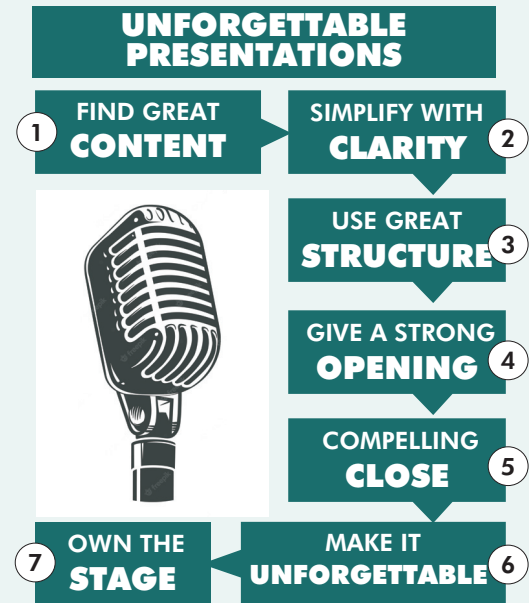 UNFORGETTABLE
PRESENTATIONS
1
FIND GREAT
CONTENT
SIMPLIFY WITH
CLARITY
2
USE GREAT
STRUCTURE
3
GIVE A STRONG
OPENING
4
COMPELLING
CLOSE
5
MAKE IT
UNFORGETTABLE
6
7
OWN THE
STAGE